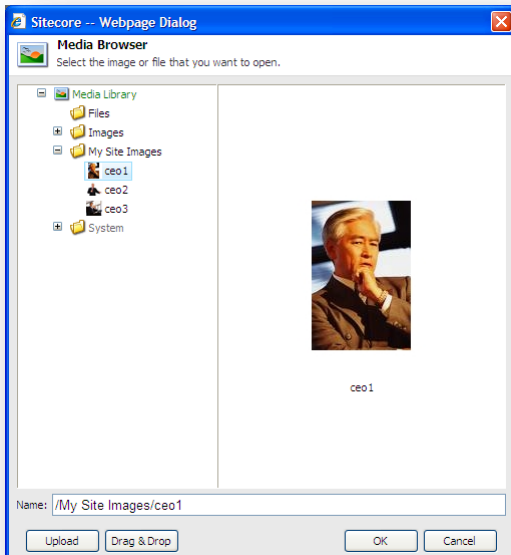 Sitecore -- Webpage Dialog
Media Browser
Select the image or file that you want to open.
Media Library
Files
Images
My Site Images
ceo1
ceo2
ceo3
System
ceo1
Name: /My Site Images/ceo1
Upload Drag & Drop OK Cancel